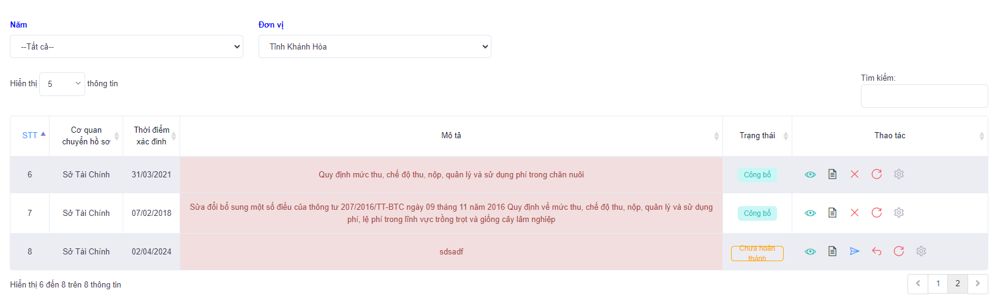 Năm
Đơn vị
--Tất cả--
Tỉnh Khánh Hòa
Hiển thị 5 thông tin
Tìm kiếm:
STT
Cơ quan
chuyển hồ sơ
Thời điểm
xác định
Mô tả
Trạng thái
Thao tác
6
Sở Tài Chính
31/03/2021
Quy định mức thu, chế độ thu, nộp, quản lý và sử dụng phí trong chăn nuôi
Công bố
7
Sở Tài Chính
07/02/2018
Sửa đổi bổ sung một số điều của thông tư 207/2016/TT-BTC ngày 09 tháng 11 năm 2016 Quy định về mức thu, chế độ thu, nộp, quản lý và sử dụng
phí, lệ phí trong lĩnh vực trồng trọt và giống cây lâm nghiệp
Công bố
8
Sở Tài Chính
02/04/2024
sdsadf
Chưa hoàn
thành
Hiển thị 6 đến 8 trên 8 thông tin
1
2